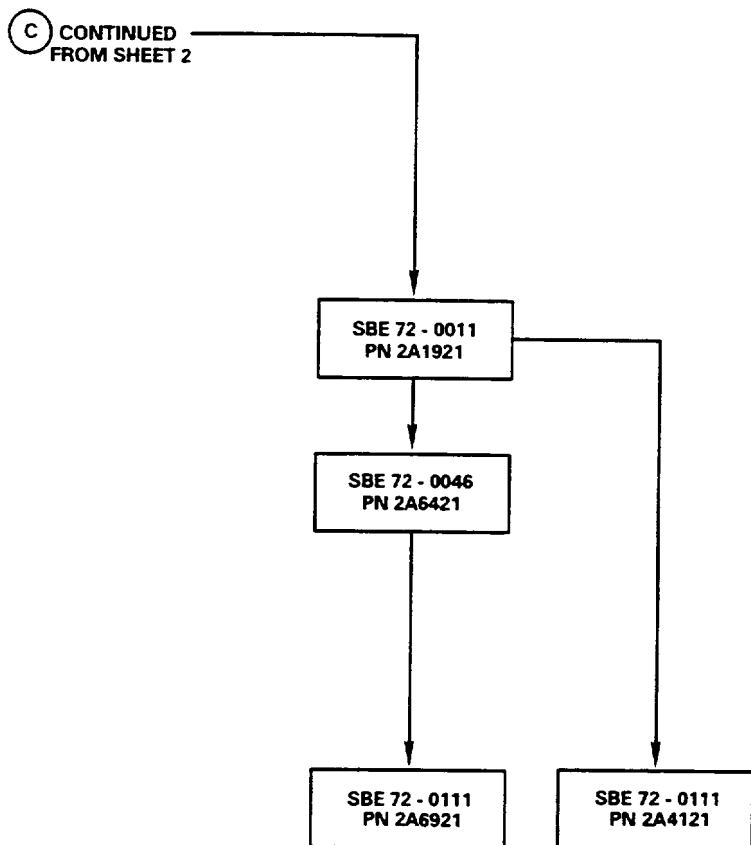 C CONTINUED
FROM SHEET 2
SBE 72 - 0011
PN 2A1921
SBE 72 - 0046
PN 2A6421
SBE 72 - 0111
PN 2A6921
SBE 72 - 0111
PN 2A4121